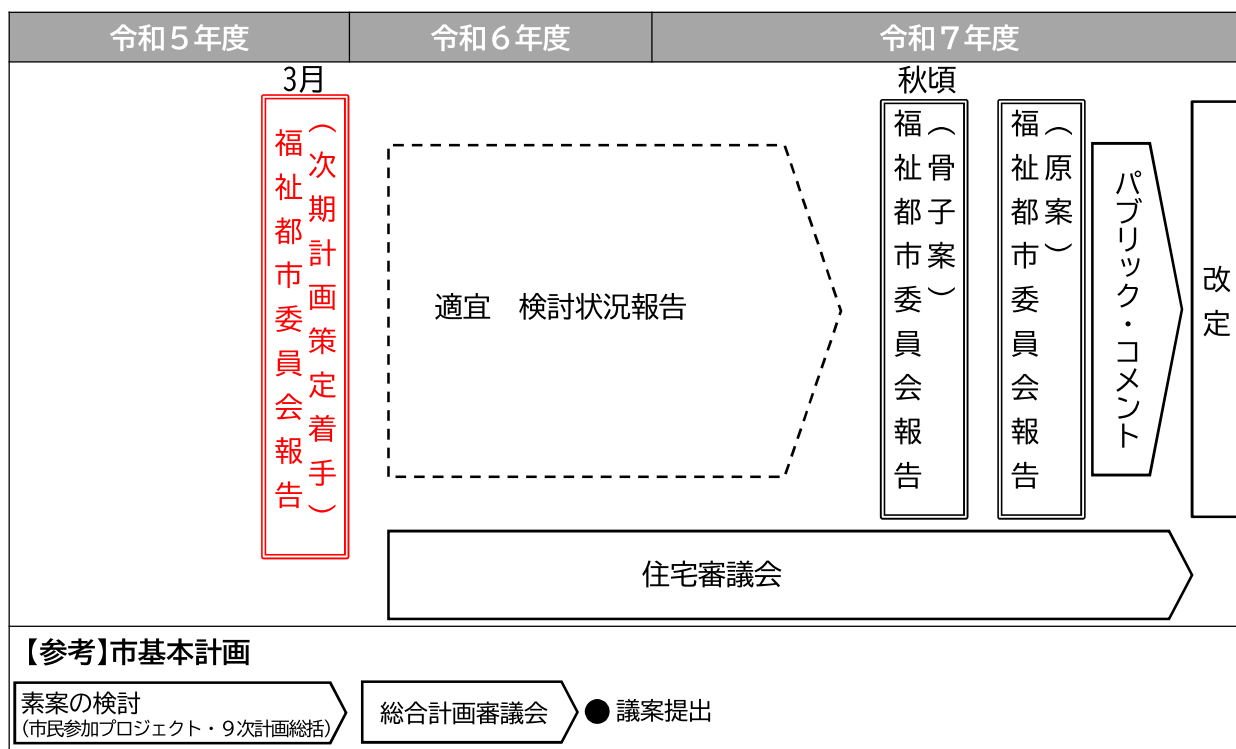 令和５年度
令和６年度
令和７年度
3月
秋頃
福祉都市委員会報告
（次期計画策定着手）
適宜　検討状況報告
福祉都市委員会報告
（骨子案）
福祉都市委員会報告
（原案）
パブリック・コメント
改定
住宅審議会
【参考】市基本計画
素案の検討
（市民参加プロジェクト・９次計画総括）
総合計画審議会
●議案提出